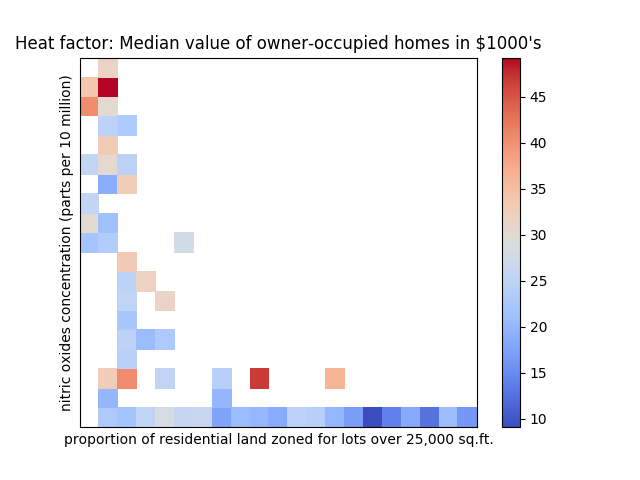 Heat factor: Median value of owner-occupied homes in $1000's
nitric oxides concentration (parts per 10 million)
45
40
35
30
25
20
15
10
proportion of residential land zoned for lots over 25,000 sq.ft.